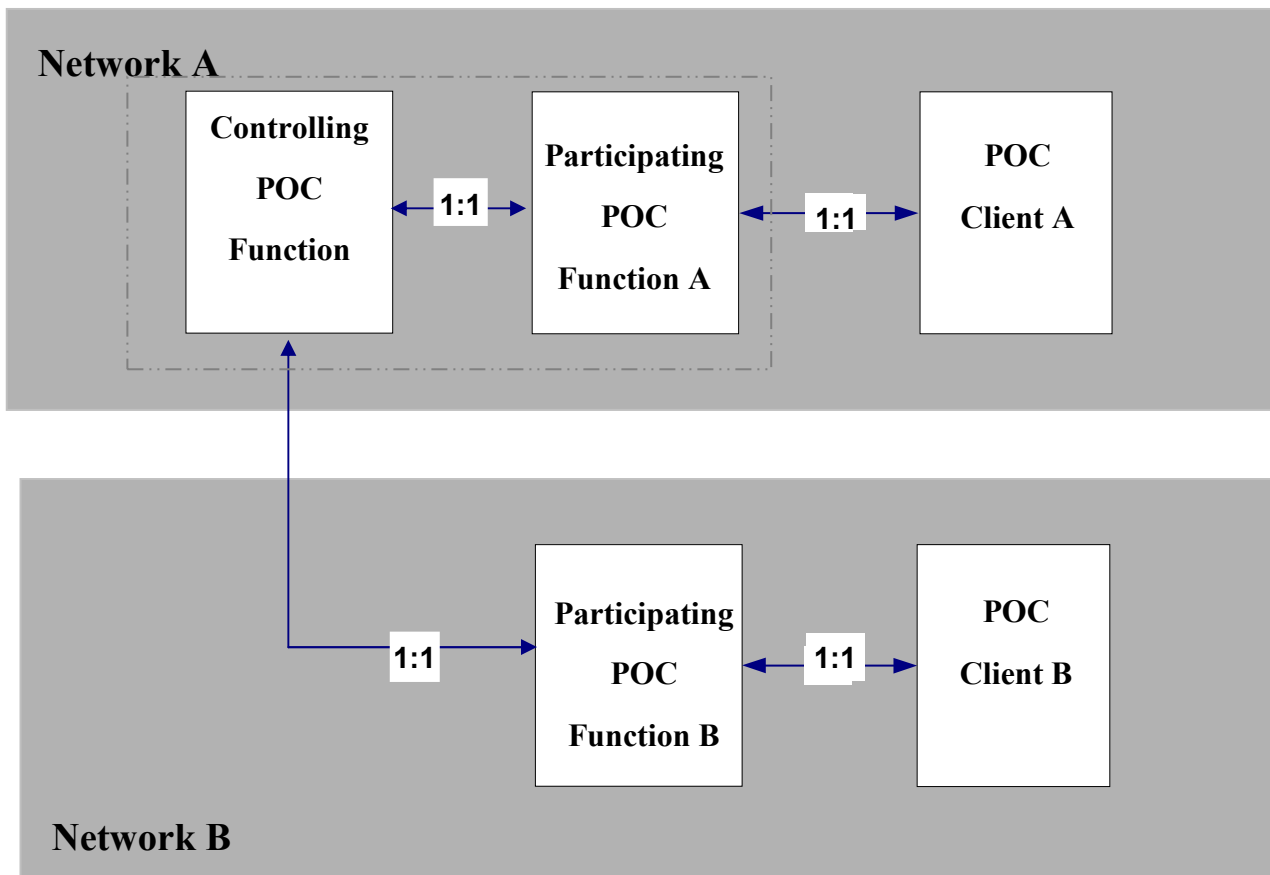 Network A
Controlling
POC
Function
1:1
Participating
POC
Function A
1:1
POC
Client A
1:1
Participating
POC
Function B
1:1
POC
Client B
Network B